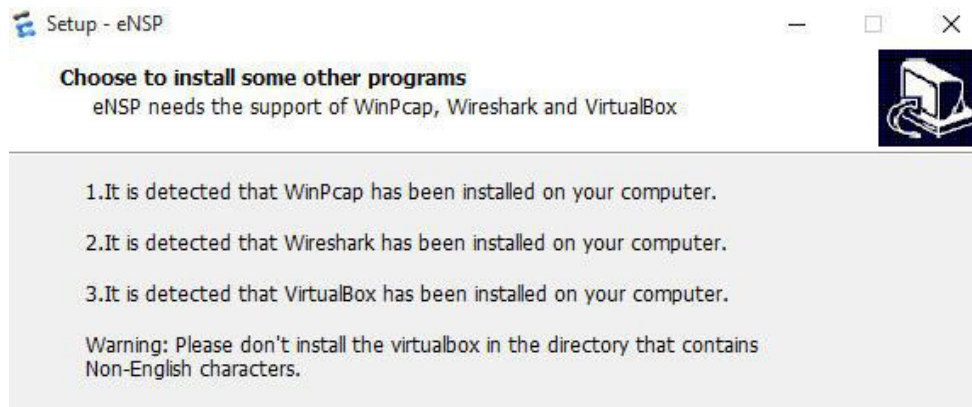 Setup - eNSP
Choose to install some other programs
eNSP needs the support of WinPcap, Wireshark and VirtualBox
1.It is detected that WinPcap has been installed on your computer.
2.It is detected that Wireshark has been installed on your computer.
3.It is detected that VirtualBox has been installed on your computer.
Warning: Please don't install the virtualbox in the directory that contains
Non-English characters.